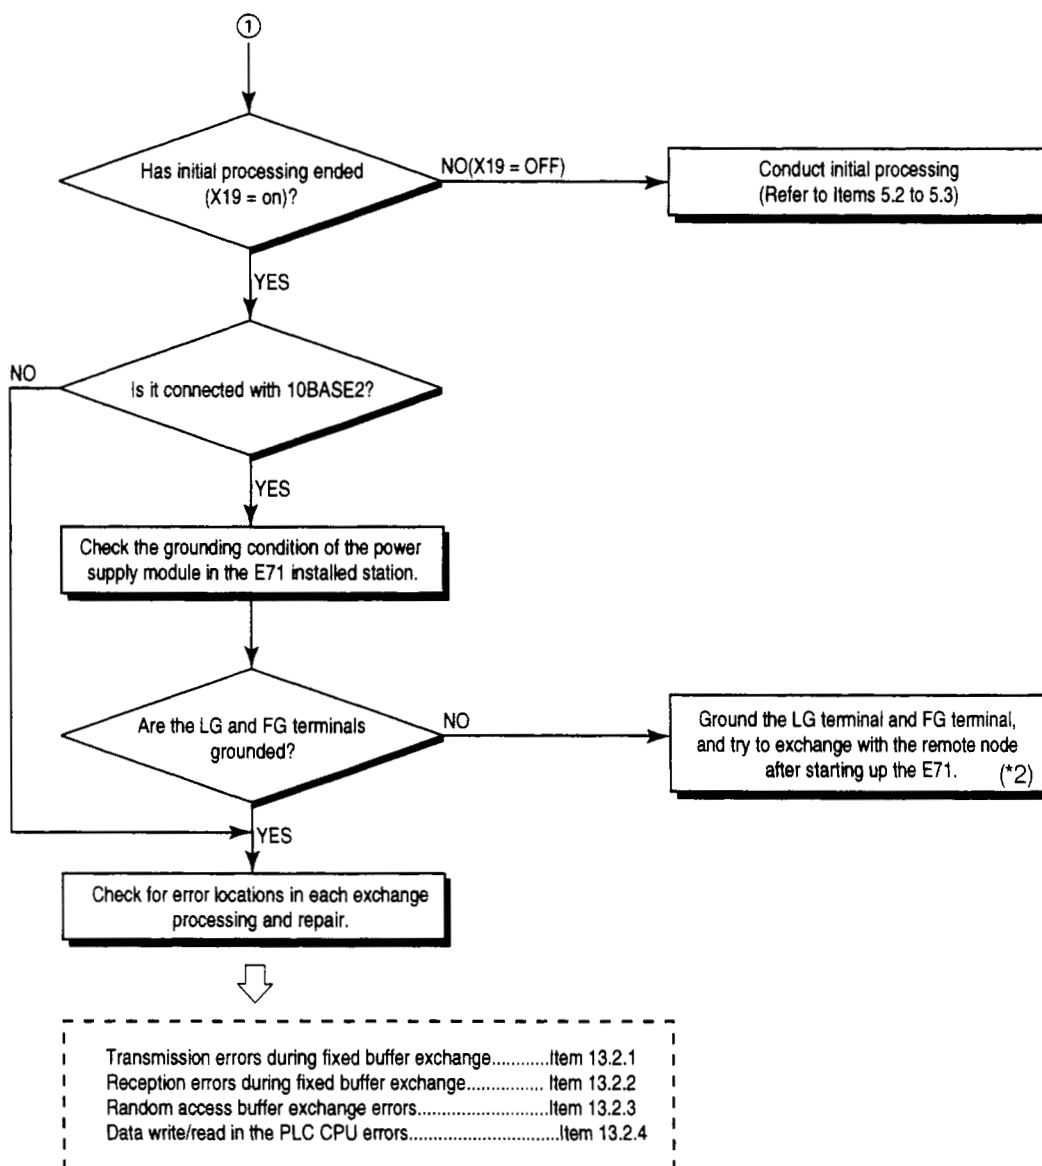 1
Has initial processing ended
(X19 = on)?
NO(X19 = OFF)
Conduct initial processing
(Refer to Items 5.2 to 5.3)
YES
NO
Is it connected with 10BASE2?
YES
Check the grounding condition of the power
supply module in the E71 installed station.
Are the LG and FG terminals
grounded?
NO
Ground the LG terminal and FG terminal,
and try to exchange with the remote node
after starting up the E71. (*2)
YES
Check for error locations in each exchange
processing and repair.
Transmission errors during fixed buffer exchange............Item 13.2.1
Reception errors during fixed buffer exchange................ Item 13.2.2
Random access buffer exchange errors.......................Item 13.2.3
Data write/read in the PLC CPU errors...............................Item 13.2.4